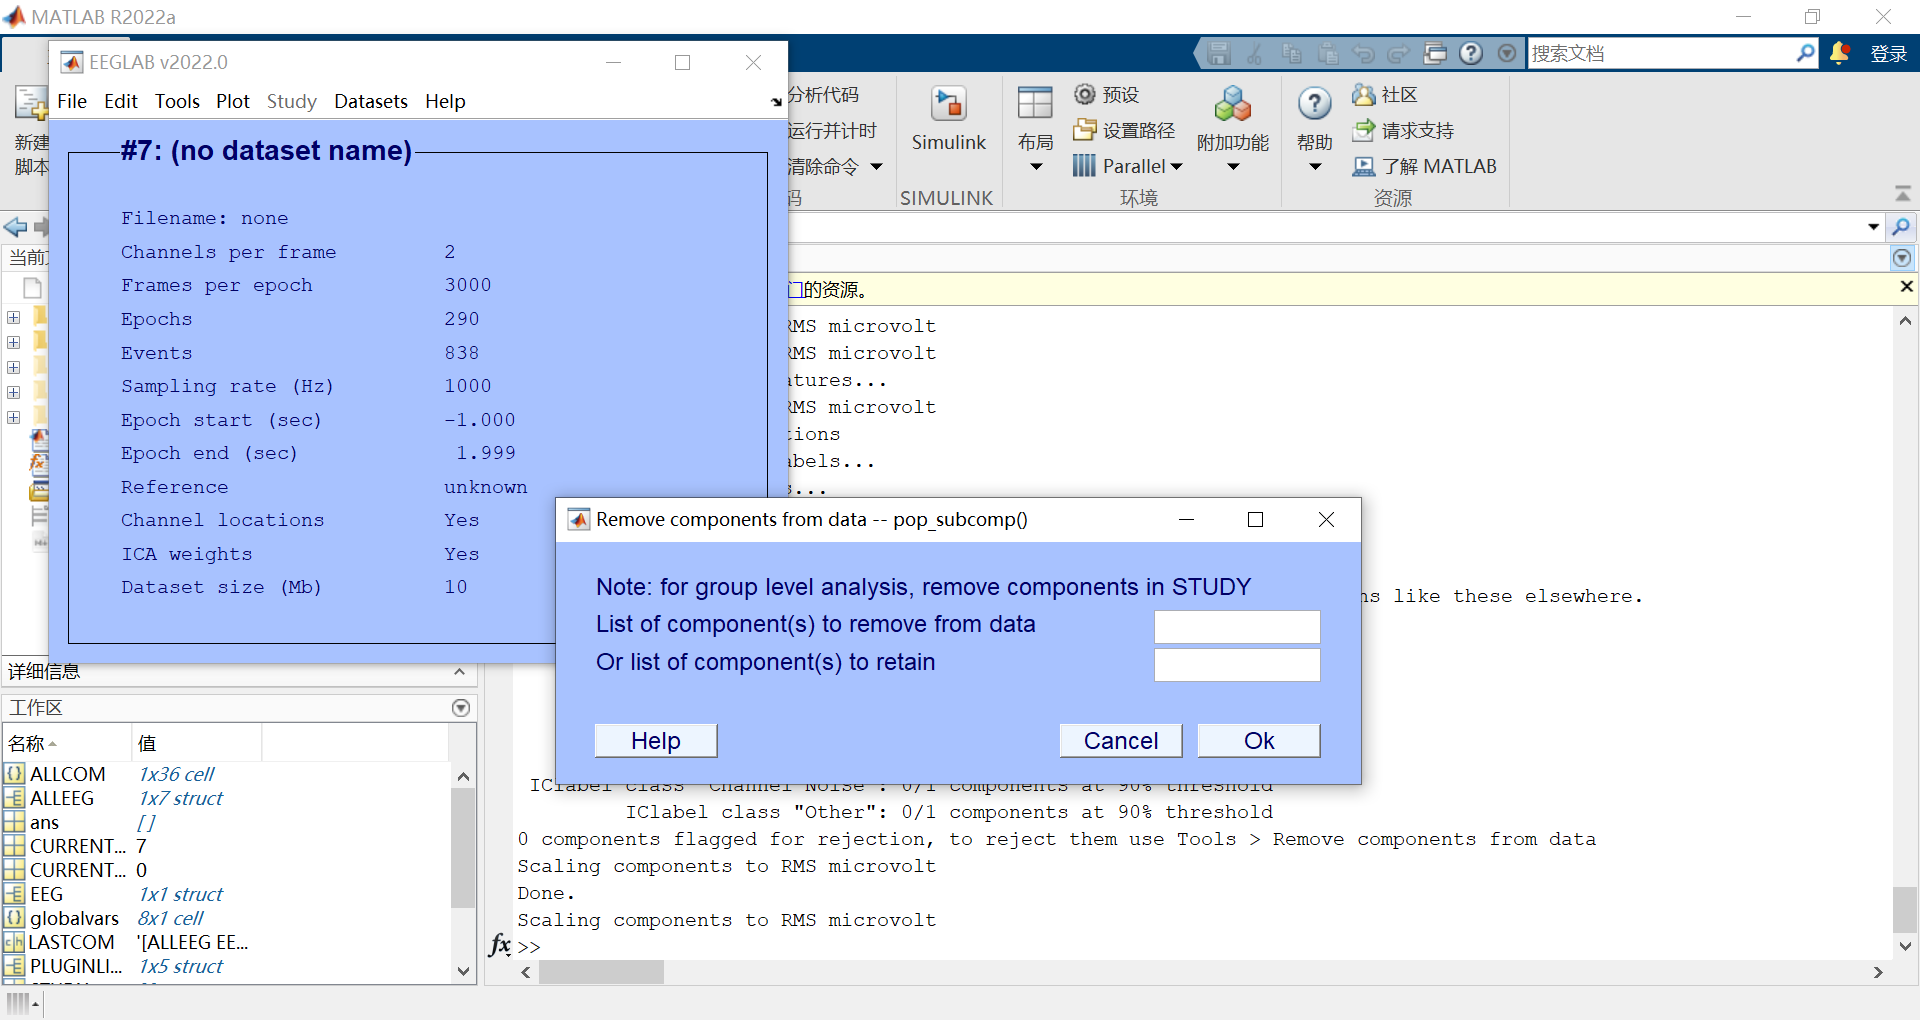 MATLAB R2022a
EEGLAB v2022.0
File Edit Tools Plot Study Datasets Help
#7: (no dataset name)
Filename: none
Channels per frame 2
Frames per epoch 3000
Epochs 290
Events 838
Sampling rate (Hz) 1000
Epoch start (sec) -1.000
Epoch end (sec) 1.999
Reference unknown
Channel locations Yes
ICA weights Yes
Dataset size (Mb) 10
搜索文档
登录
新建
脚本
分析代码
运行并计时
清除命令
码
Simulink
SIMULINK
布局
预设
设置路径
Parallel
环境
附加功能
帮助
社区
请求支持
了解 MATLAB
资源
当前
门的资源。
RMS microvolt
RMS microvolt
atures...
RMS microvolt
tions
abels...
s...
ns like these elsewhere.
Remove components from data -- pop_subcomp()
Note: for group level analysis, remove components in STUDY
List of component(s) to remove from data
Or list of component(s) to retain
Help Cancel Ok
IClabel class "Channel Noise": 0/1 components at 90% threshold
IClabel class "Other": 0/1 components at 90% threshold
0 components flagged for rejection, to reject them use Tools > Remove components from data
Scaling components to RMS microvolt
Done.
Scaling components to RMS microvolt
fx >>
详细信息
工作区
名称 值
ALLCOM 1x36 cell
ALLEEG 1x7 struct
ans []
CURRENT... 7
CURRENT... 0
EEG 1x1 struct
globalvars 8x1 cell
LASTCOM '[ALLEEG EE...
PLUGINLI... 1x5 struct